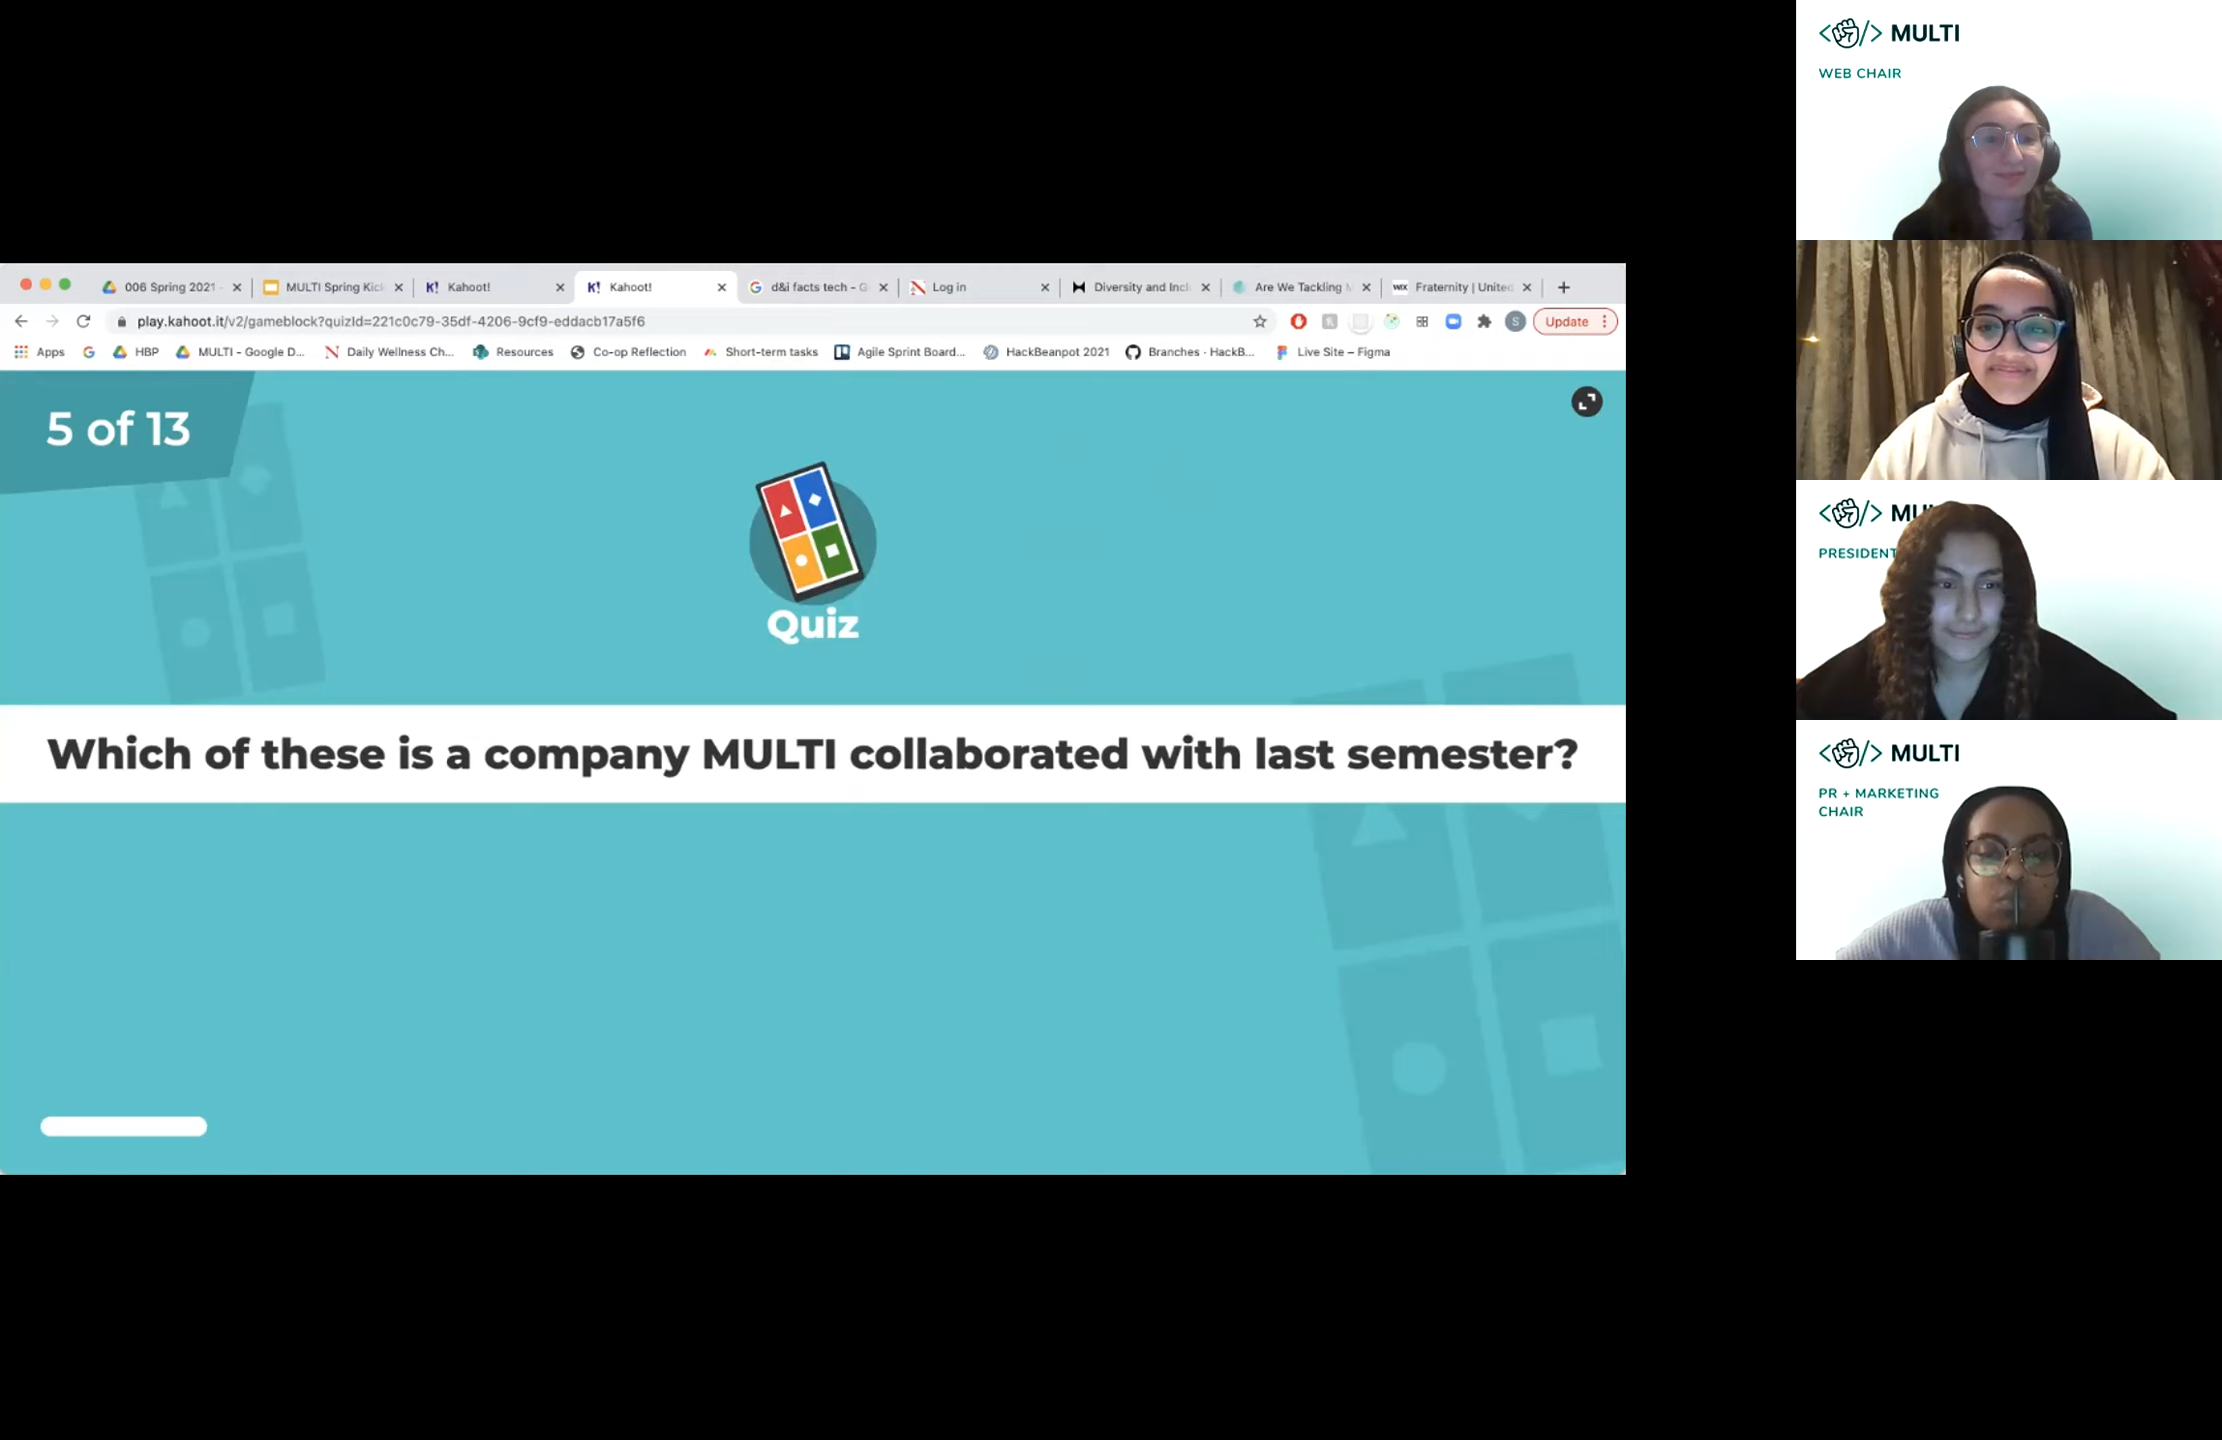 006 Spring 2021
MULTI Spring Kic
Kahoot!
Kahoot!
d&i facts tech - G
Log in
Diversity and Incl
Are We Tackling
Fraternity | United
play.kahoot.it/v2/gameblock?quizId=221c0c79-35df-4206-9cf9-eddacb17a5f6
S
Update
Apps
HBP
MULTI - Google D...
Daily Wellness Ch...
Resources
Co-op Reflection
Short-term tasks
Agile Sprint Board...
HackBeanpot 2021
Branches · HackB...
Live Site – Figma
5 of 13
Quiz
Which of these is a company MULTI collaborated with last semester?
</> MULTI
WEB CHAIR
</> MU
PRESIDENT
</> MULTI
PR + MARKETING
CHAIR